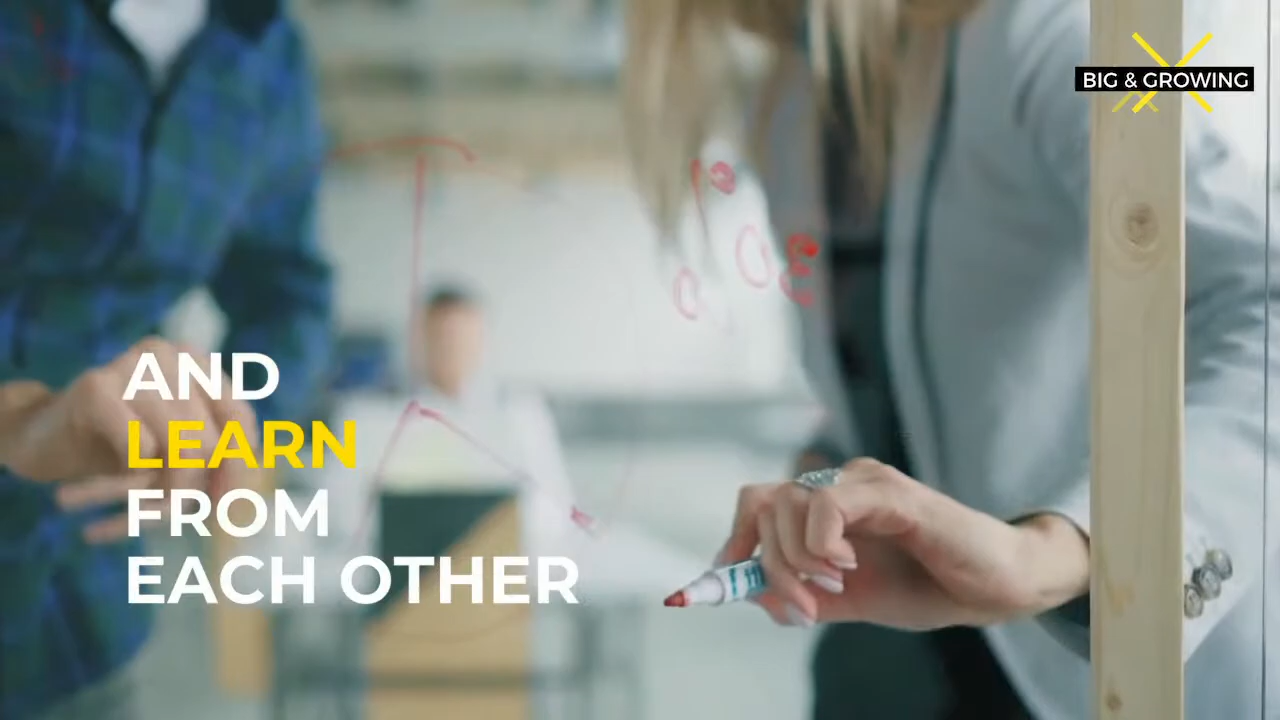 BIG & GROWING
AND
LEARN
FROM
EACH OTHER